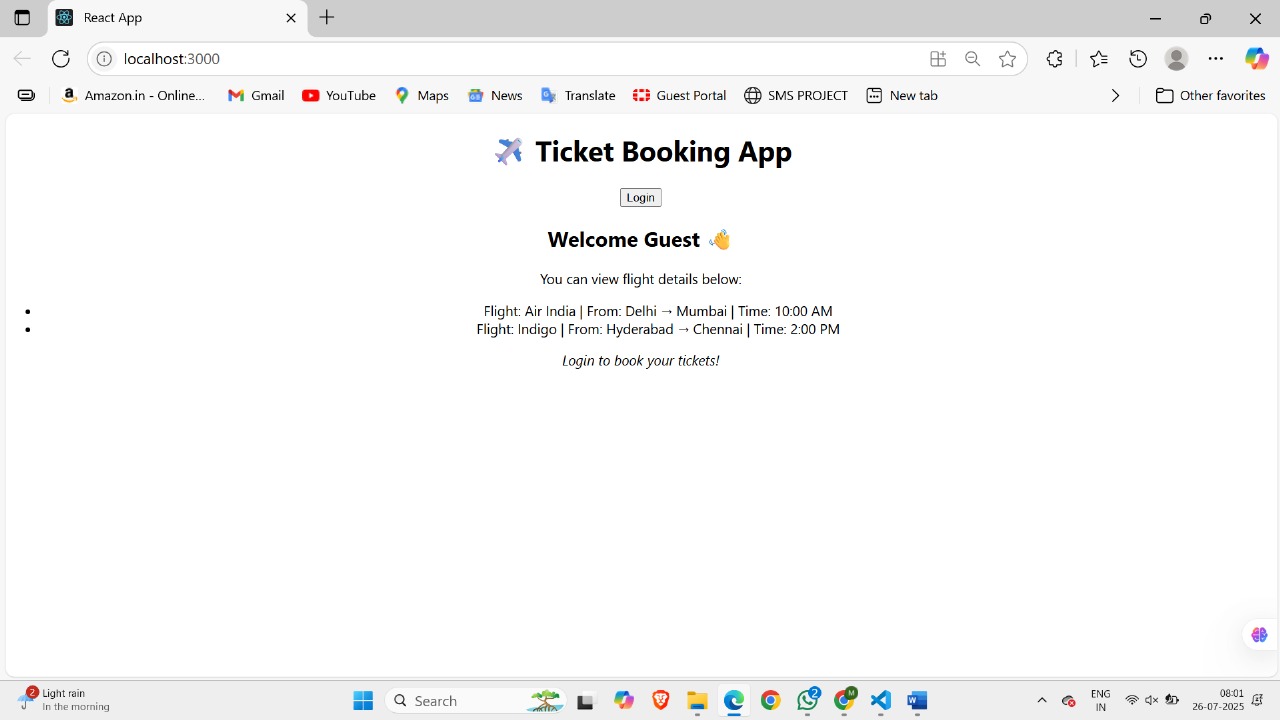 React App
localhost:3000
Amazon.in - Online... Gmail YouTube Maps News Translate Guest Portal SMS PROJECT New tab Other favorites
✈️ Ticket Booking App
Login
Welcome Guest 👋
You can view flight details below:
• Flight: Air India | From: Delhi → Mumbai | Time: 10:00 AM
• Flight: Indigo | From: Hyderabad → Chennai | Time: 2:00 PM
Login to book your tickets!
2 Light rain
In the morning
Search
2
M
ENG
IN
08:01
26-07-2025